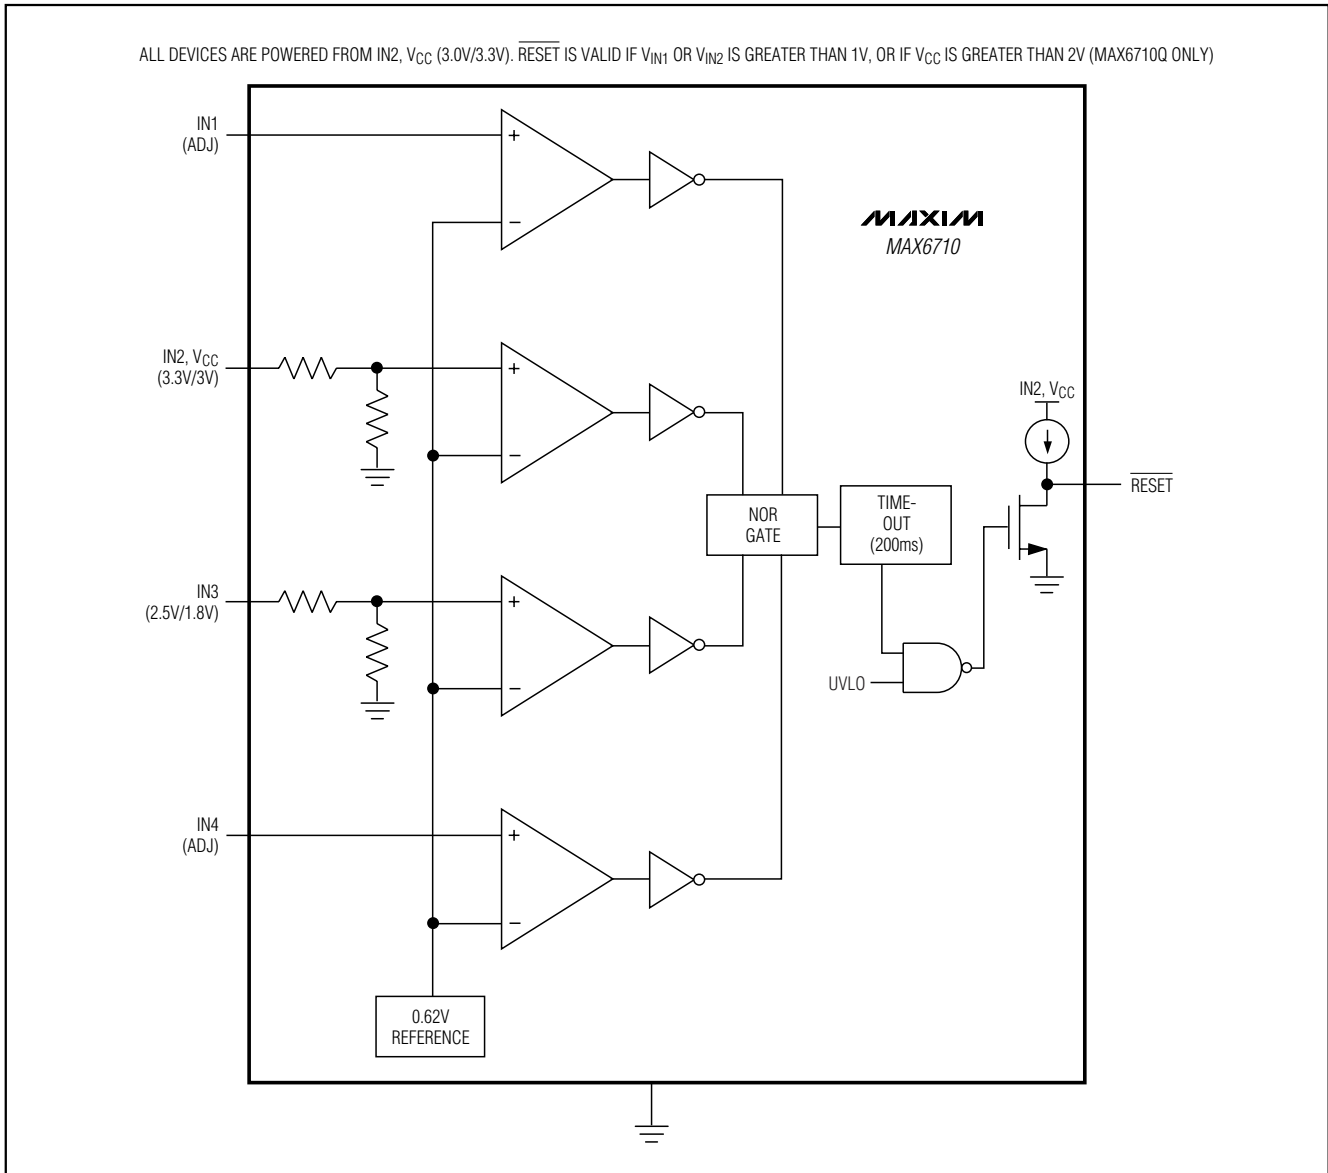 ALL DEVICES ARE POWERED FROM IN2, VCC (3.0V/3.3V). RESET IS VALID IF VIN1 OR VIN2 IS GREATER THAN 1V, OR IF VCC IS GREATER THAN 2V (MAX6710Q ONLY)
IN1
(ADJ)
+
−
MAXIM
MAX6710
IN2, VCC
(3.3V/3V)
+
−
IN2, VCC
RESET
NOR
GATE
TIME-
OUT
(200ms)
IN3
(2.5V/1.8V)
+
−
UVLO
IN4
(ADJ)
+
−
0.62V
REFERENCE